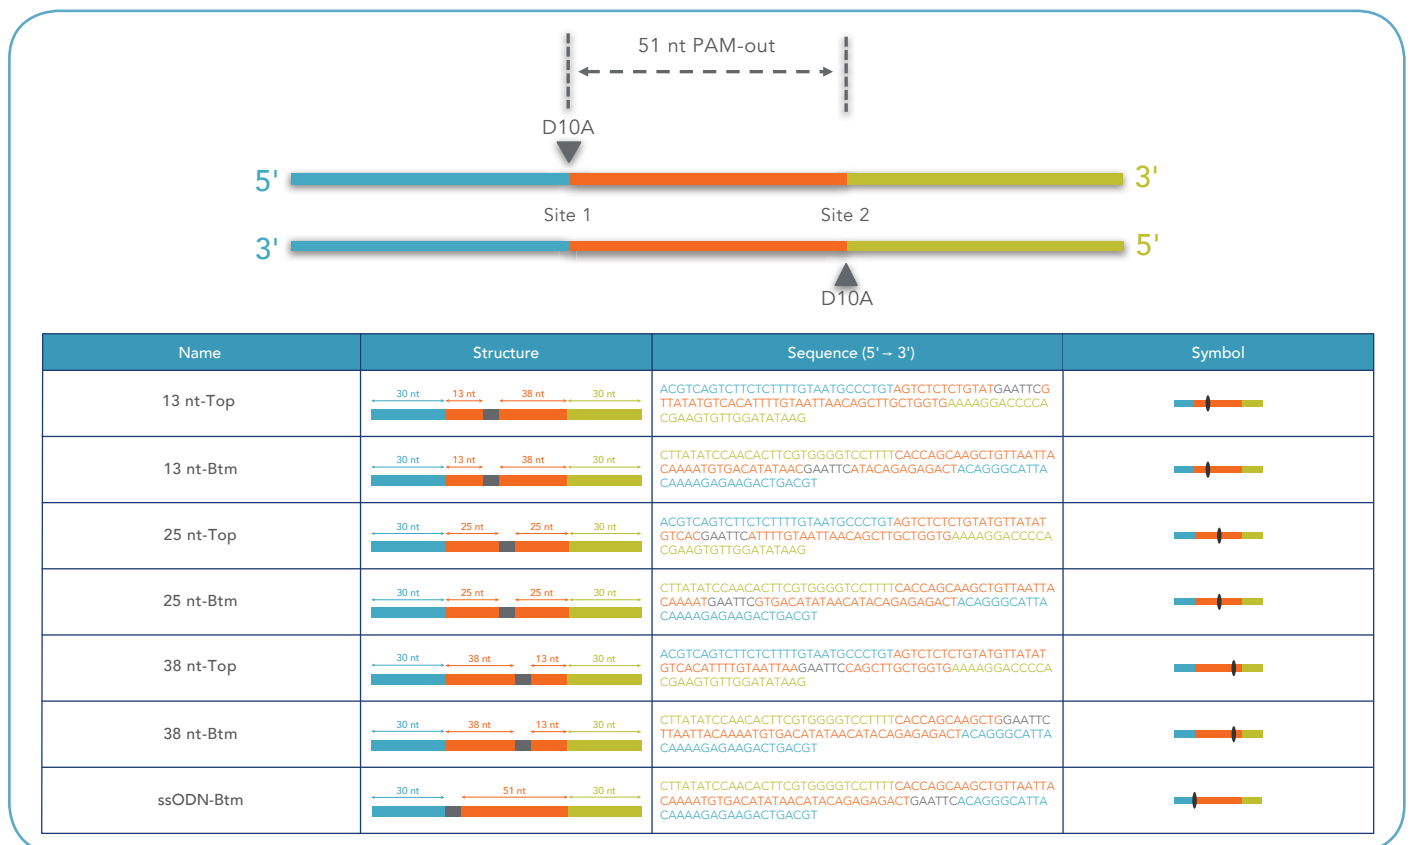 51 nt PAM-out
D10A
5'
3'
Site 1
Site 2
3'
5'
D10A
Name
Structure
Sequence (5'→ 3')
Symbol
13 nt-Top
30 nt
13 nt
38 nt
30 nt
ACGTCAGTCTTCTCTTTTGTAATGCCCTGTAGTCTCTCTGTATGAATTCG
TTATATGTCACATTTTGTAATTAACAGCTTGCTGGTGAAAAGGACCCCA
CGAAGTGTTGGATATAAG
13 nt-Btm
30 nt
13 nt
38 nt
30 nt
CTTATATCCAACACTTCGTGGGGTCCTTTTCACCAGCAAGCTGTTAATTA
CAAAATGTGACATATAACGAATTCATACAGAGAGACTACAGGGCATTA
CAAAAGAGAAGACTGACGT
25 nt-Top
30 nt
25 nt
25 nt
30 nt
ACGTCAGTCTTCTCTTTTGTAATGCCCTGTAGTCTCTCTGTATGTTATAT
GTCACGAATTCATTTTGTAATTAACAGCTTGCTGGTGAAAAGGACCCCA
CGAAGTGTTGGATATAAG
25 nt-Btm
30 nt
25 nt
25 nt
30 nt
CTTATATCCAACACTTCGTGGGGTCCTTTTCACCAGCAAGCTGTTAATTA
CAAAATGAATTCGTGACATATAACATACAGAGAGACTACAGGGCATTA
CAAAAGAGAAGACTGACGT
38 nt-Top
30 nt
38 nt
13 nt
30 nt
ACGTCAGTCTTCTCTTTTGTAATGCCCTGTAGTCTCTCTGTATGTTATAT
GTCACATTTTGTAATTAAGAATTCCAGCTTGCTGGTGAAAAGGACCCCA
CGAAGTGTTGGATATAAG
38 nt-Btm
30 nt
38 nt
13 nt
30 nt
CTTATATCCAACACTTCGTGGGGTCCTTTTCACCAGCAAGCTGGAATTC
TTAATTACAAAATGTGACATATAACATACAGAGAGACTACAGGGCATTA
CAAAAGAGAAGACTGACGT
ssODN-Btm
30 nt
51 nt
30 nt
CTTATATCCAACACTTCGTGGGGTCCTTTTCACCAGCAAGCTGTTAATTA
CAAAATGTGACATATAACATACAGAGAGACTGAATTCACAGGGCATTA
CAAAAGAGAAGACTGACGT